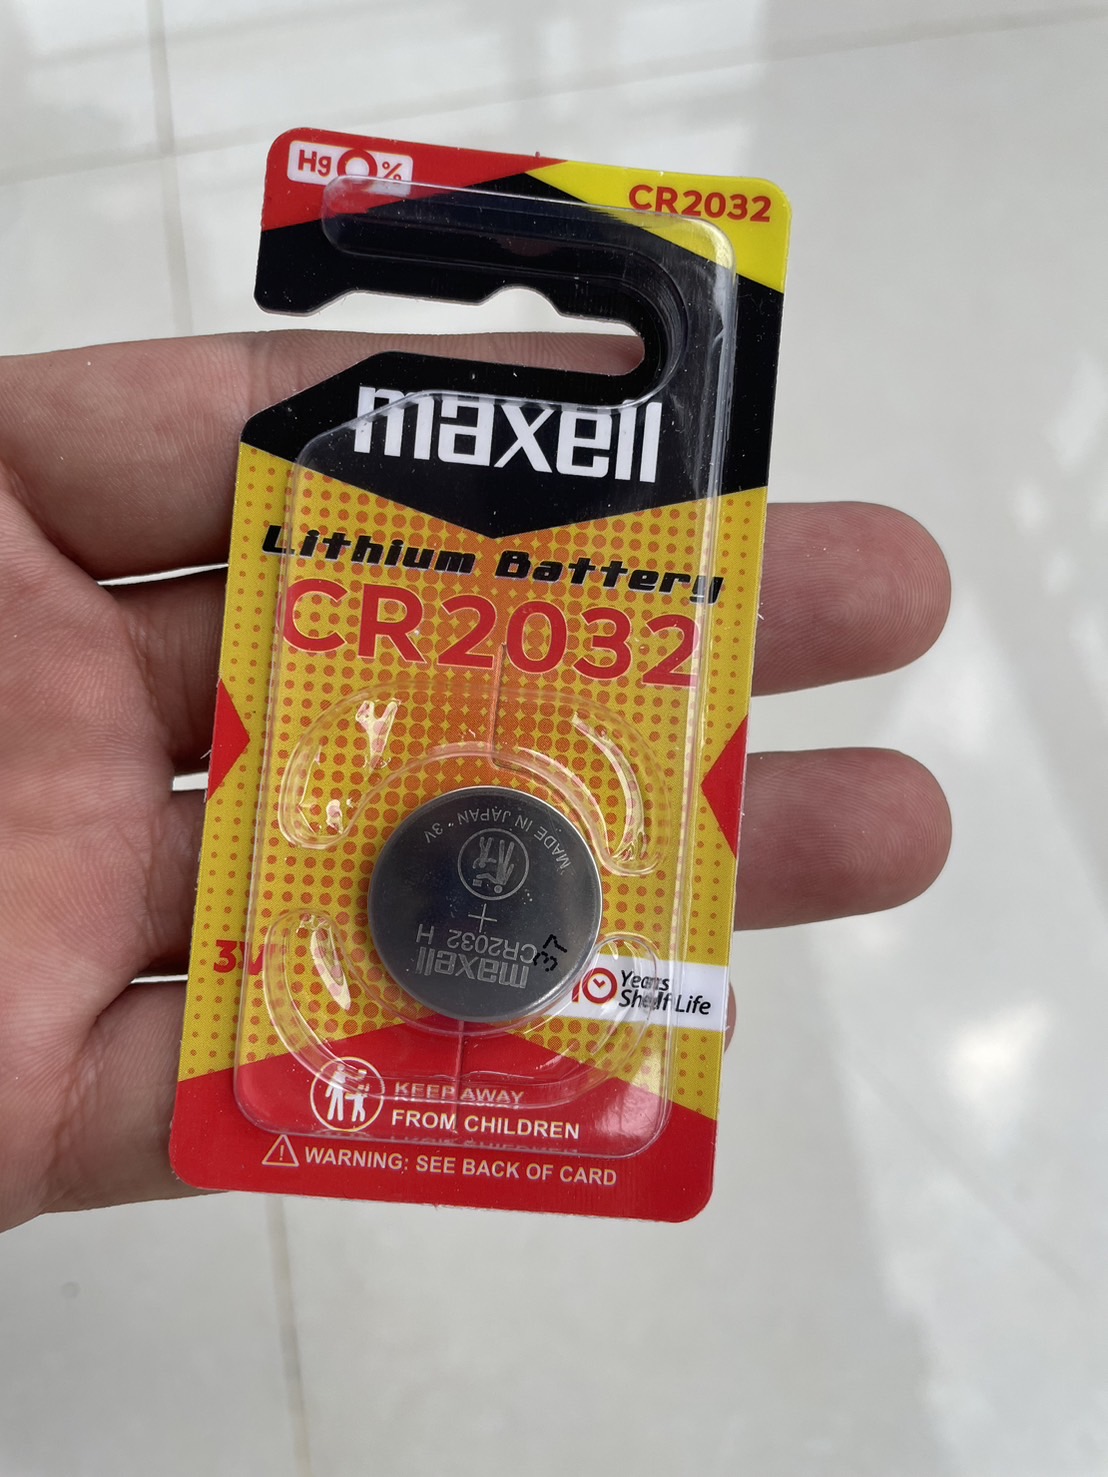 Hg 0 %
CR2032
maxell
Lithium Battery
CR2032
MADE IN JAPAN · 3V
+
CR2032 H
maxell
37
3V
10 Years
Shelf Life
KEEP AWAY
FROM CHILDREN
WARNING: SEE BACK OF CARD